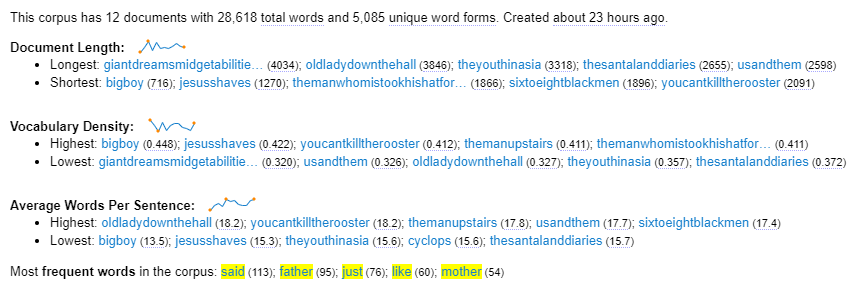 This corpus has 12 documents with 28,618 total words and 5,085 unique word forms. Created about 23 hours ago.
Document Length:
• Longest: giantdreamsmidgetabilitie… (4034); oldladydownthehall (3846); theyouthinasia (3318); thesantalanddiaries (2655); usandthem (2598)
• Shortest: bigboy (716); jesusshaves (1270); themanwhomistookhishatfor… (1866); sixtoeightblackmen (1896); youcantkilltherooster (2091)
Vocabulary Density:
• Highest: bigboy (0.448); jesusshaves (0.422); youcantkilltherooster (0.412); themanupstairs (0.411); themanwhomistookhishatfor… (0.411)
• Lowest: giantdreamsmidgetabilitie… (0.320); usandthem (0.326); oldladydownthehall (0.327); theyouthinasia (0.357); thesantalanddiaries (0.372)
Average Words Per Sentence:
• Highest: oldladydownthehall (18.2); youcantkilltherooster (18.2); themanupstairs (17.8); usandthem (17.7); sixtoeightblackmen (17.4)
• Lowest: bigboy (13.5); jesusshaves (15.3); theyouthinasia (15.6); cyclops (15.6); thesantalanddiaries (15.7)
Most frequent words in the corpus: said (113); father (95); just (76); like (60); mother (54)